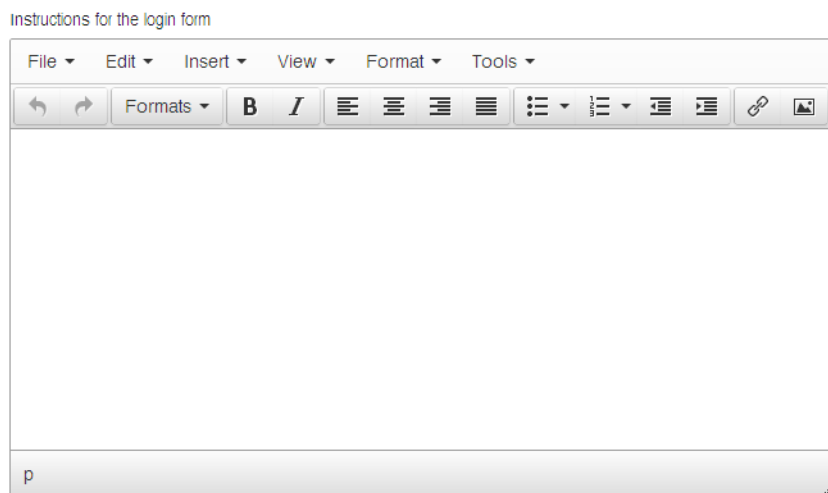 Instructions for the login form
File Edit Insert View Format Tools
Formats B I
p